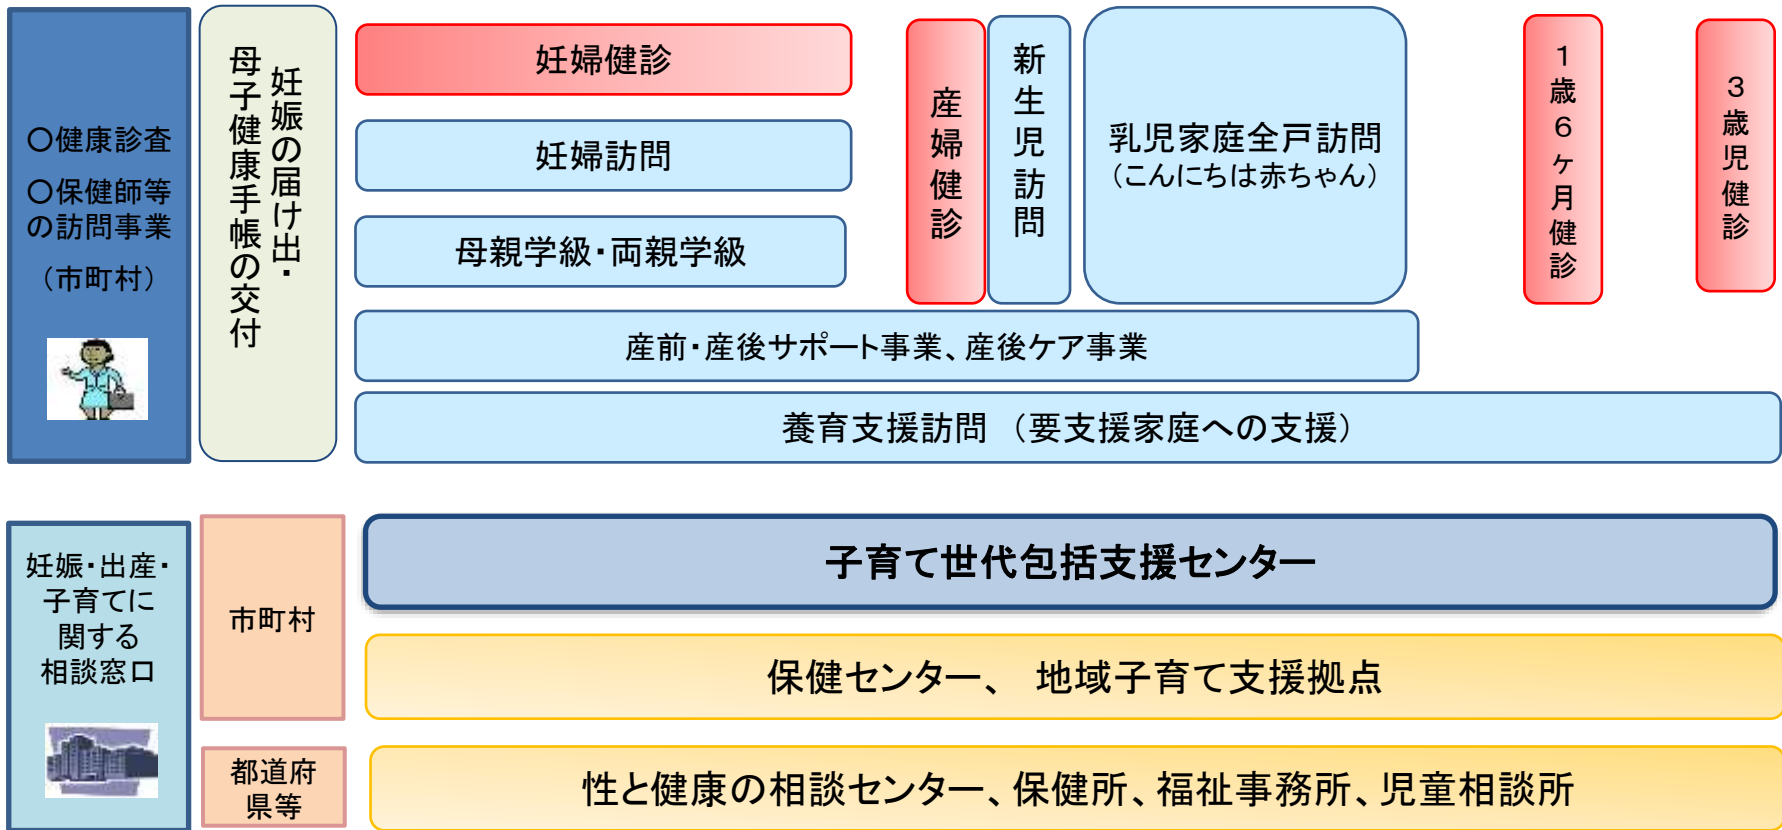 〇健康診査
〇保健師等
の訪問事業
（市町村）
妊娠の届け出・
母子健康手帳の交付
妊婦健診
妊婦訪問
母親学級・両親学級
産婦健診
新生児訪問
乳児家庭全戸訪問
（こんにちは赤ちゃん）
１歳６ヶ月健診
３歳児健診
産前・産後サポート事業、産後ケア事業
養育支援訪問　（要支援家庭への支援）
妊娠・出産・
子育てに
関する
相談窓口
市町村
子育て世代包括支援センター
保健センター、　地域子育て支援拠点
都道府
県等
性と健康の相談センター、保健所、福祉事務所、児童相談所